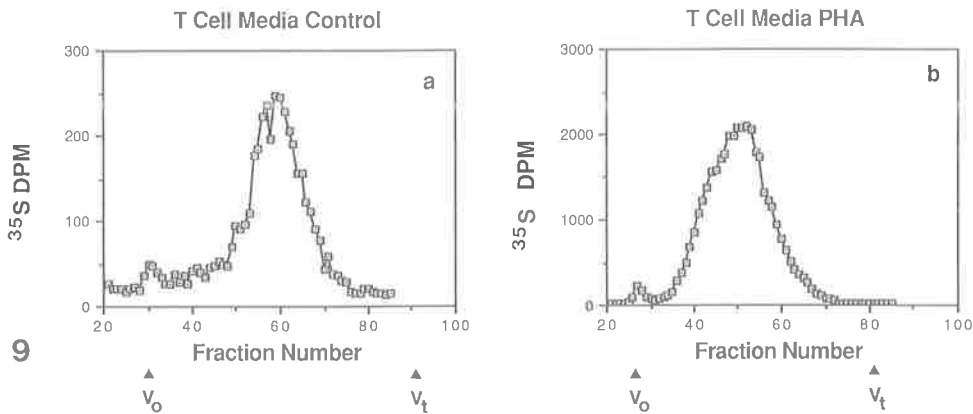 T Cell Media Control
300
200
100
0
35S DPM
a
20 40 60 80 100
Fraction Number
Vo
Vt
9
T Cell Media PHA
3000
2000
1000
0
35S DPM
b
20 40 60 80 100
Fraction Number
Vo
Vt